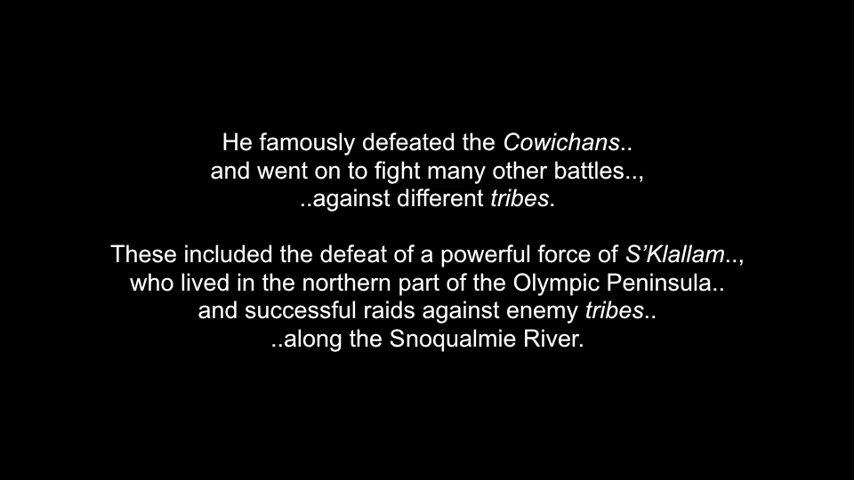 He famously defeated the Cowichans..
and went on to fight many other battles..,
..against different tribes.
These included the defeat of a powerful force of S’Klallam..,
who lived in the northern part of the Olympic Peninsula..
and successful raids against enemy tribes..
..along the Snoqualmie River.